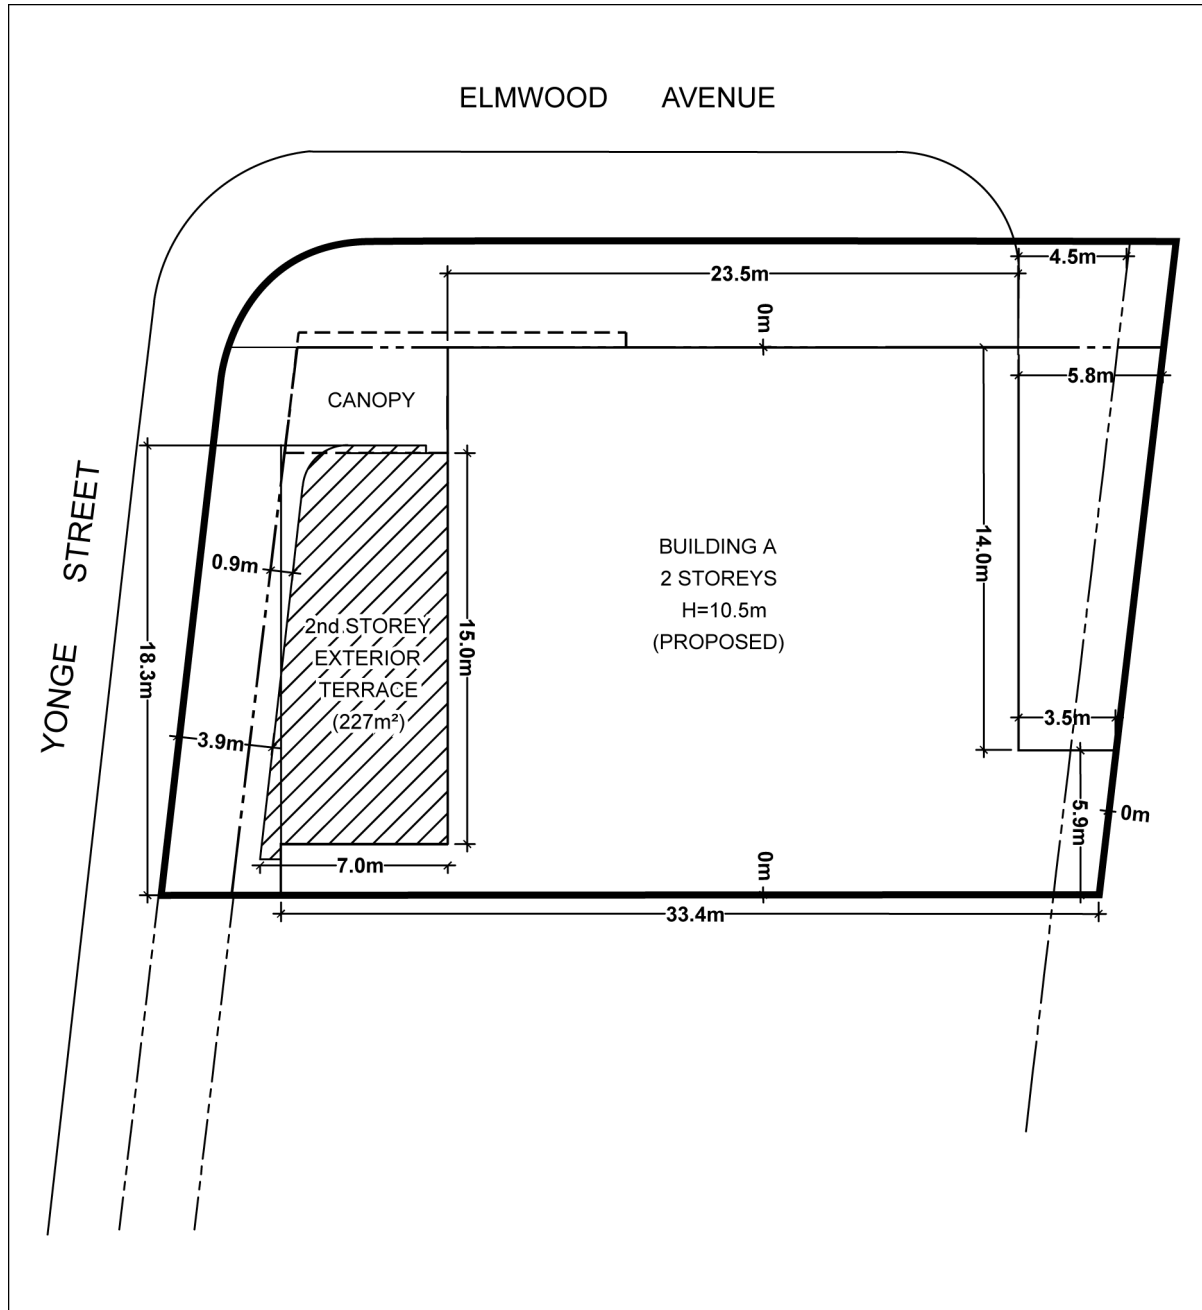 ELMWOOD AVENUE
4.5m
23.5m
0m
5.8m
CANOPY
YONGE STREET
0.9m
18.3m
15.0m
14.0m
BUILDING A
2 STOREYS
H=10.5m
(PROPOSED)
2nd STOREY
EXTERIOR
TERRACE
(227m²)
3.9m
3.5m
5.9m
0m
7.0m
0m
33.4m